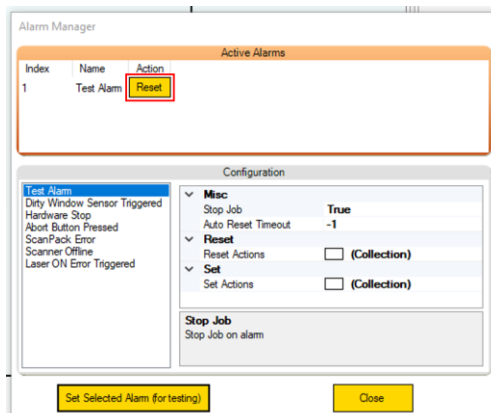 Alarm Manager
Active Alarms
Index Name Action
1 Test Alarm Reset
Configuration
Test Alarm
Dirty Window Sensor Triggered
Hardware Stop
Abort Button Pressed
ScanPack Error
Scanner Offline
Laser ON Error Triggered
Misc
Stop Job True
Auto Reset Timeout -1
Reset
Reset Actions (Collection)
Set
Set Actions (Collection)
Stop Job
Stop Job on alarm
Set Selected Alarm (for testing) Close